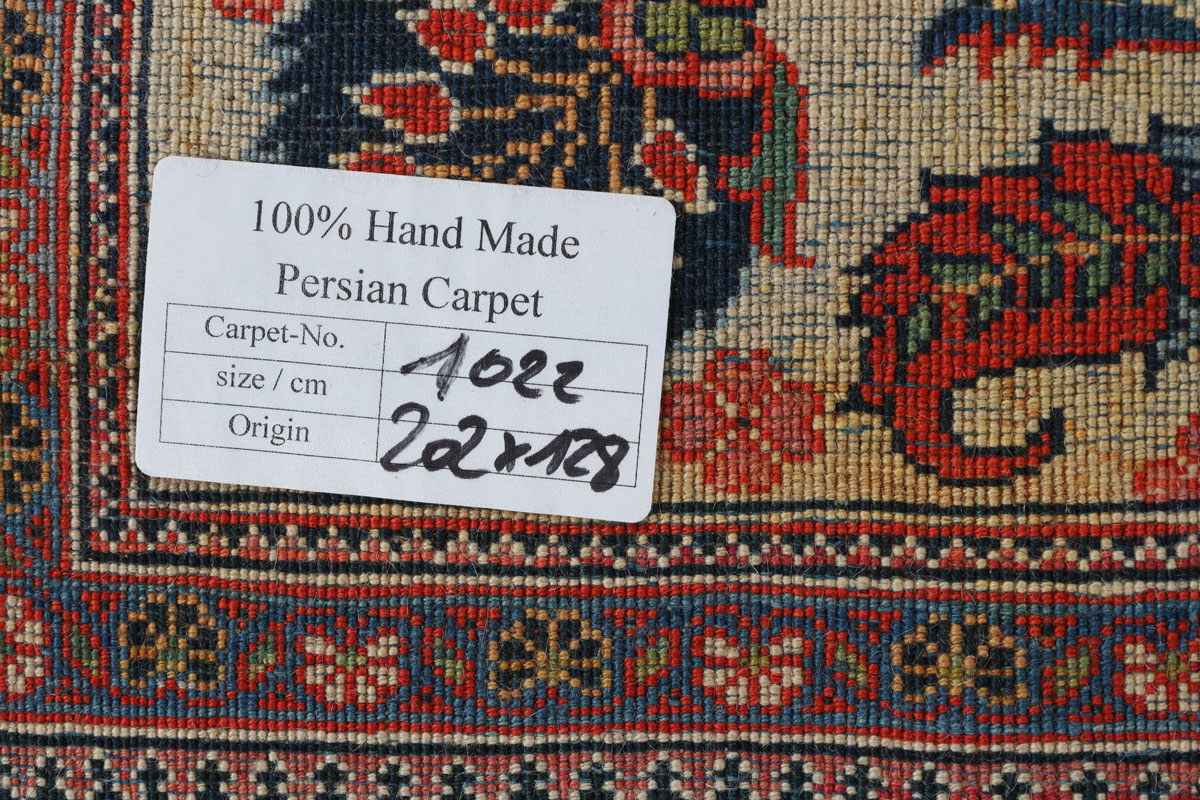 100% Hand Made
Persian Carpet
Carpet-No. 1022
size / cm 202x128
Origin